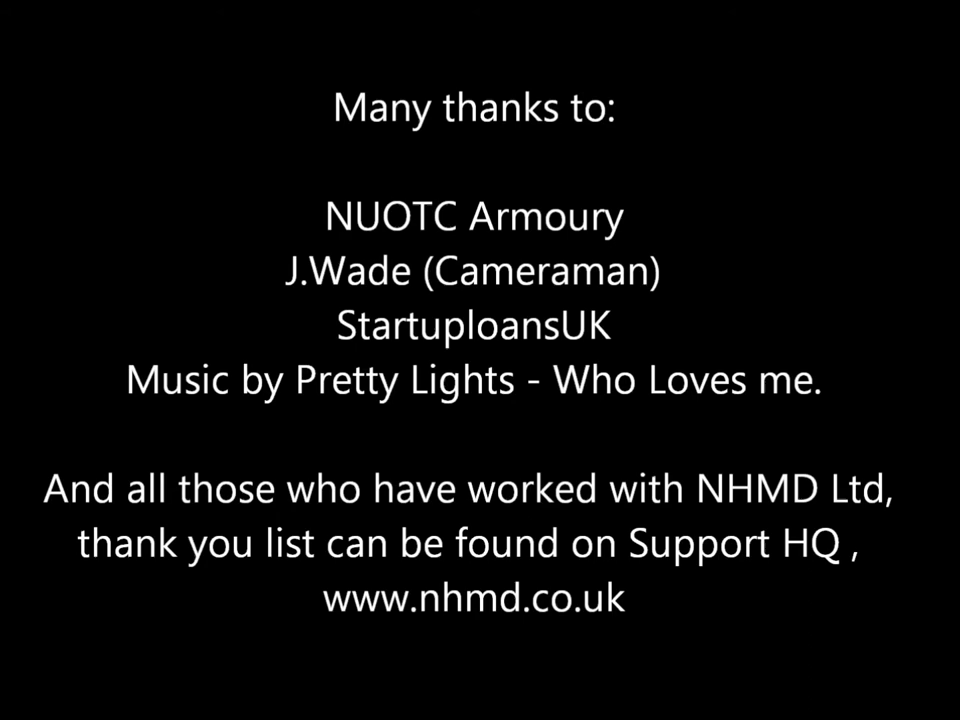 Many thanks to:
NUOTC Armoury
J.Wade (Cameraman)
StartuploansUK
Music by Pretty Lights - Who Loves me.
And all those who have worked with NHMD Ltd,
thank you list can be found on Support HQ ,
www.nhmd.co.uk